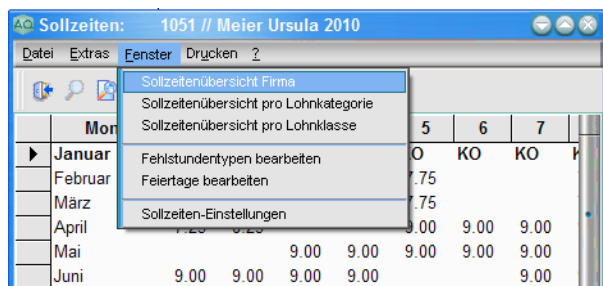 AQ Sollzeiten: 1051 // Meier Ursula 2010
Datei Extras Fenster Drucken ?
Sollzeitenübersicht Firma
Sollzeitenübersicht pro Lohnkategorie
Sollzeitenübersicht pro Lohnklasse
Fehlstundentypen bearbeiten
Feiertage bearbeiten
Sollzeiten-Einstellungen
Mon 5 6 7
Januar KO KO
Februar 7.75
März 7.75
April 9.00 9.00 9.00
Mai 9.00 9.00 9.00 9.00 9.00
Juni 9.00 9.00 9.00 9.00 9.00